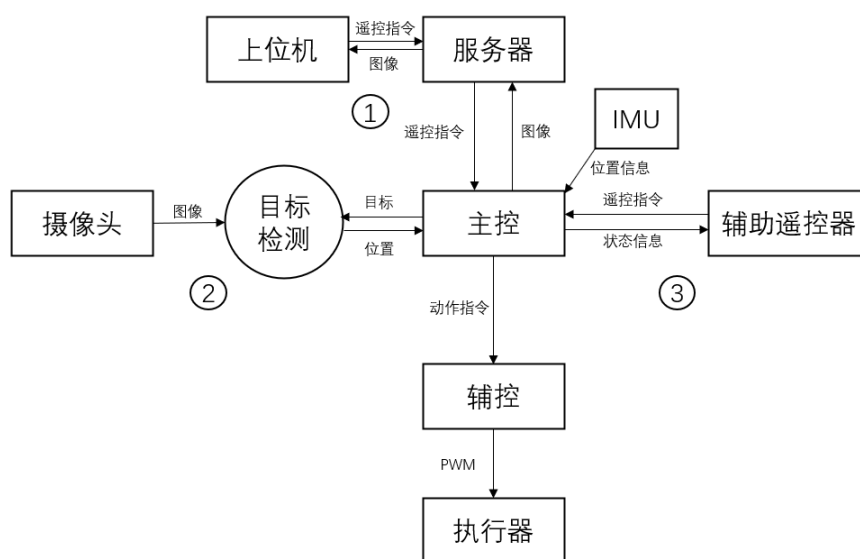 遥控指令
上位机
服务器
图像
①
IMU
遥控指令
图像
位置信息
摄像头
图像
目标
检测
目标
位置
主控
遥控指令
状态信息
辅助遥控器
②
③
动作指令
辅控
PWM
执行器